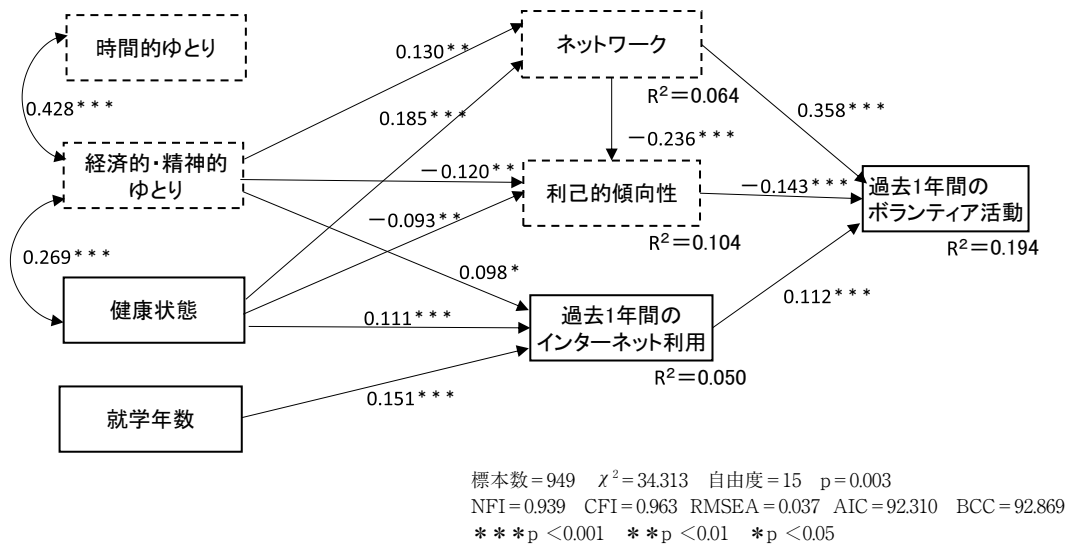 時間的ゆとり
0.428***
経済的・精神的
ゆとり
0.269***
健康状態
就学年数
0.130**
0.185***
－0.120**
－0.093**
0.098*
0.111***
0.151***
ネットワーク
R²＝0.064
－0.236***
利己的傾向性
R²＝0.104
過去1年間の
インターネット利用
R²＝0.050
0.358***
－0.143***
0.112***
過去1年間の
ボランティア活動
R²＝0.194
標本数＝949 χ²＝34.313 自由度＝15 p＝0.003
NFI＝0.939 CFI＝0.963 RMSEA＝0.037 AIC＝92.310 BCC＝92.869
＊＊＊p ＜0.001 ＊＊p ＜0.01 ＊p ＜0.05